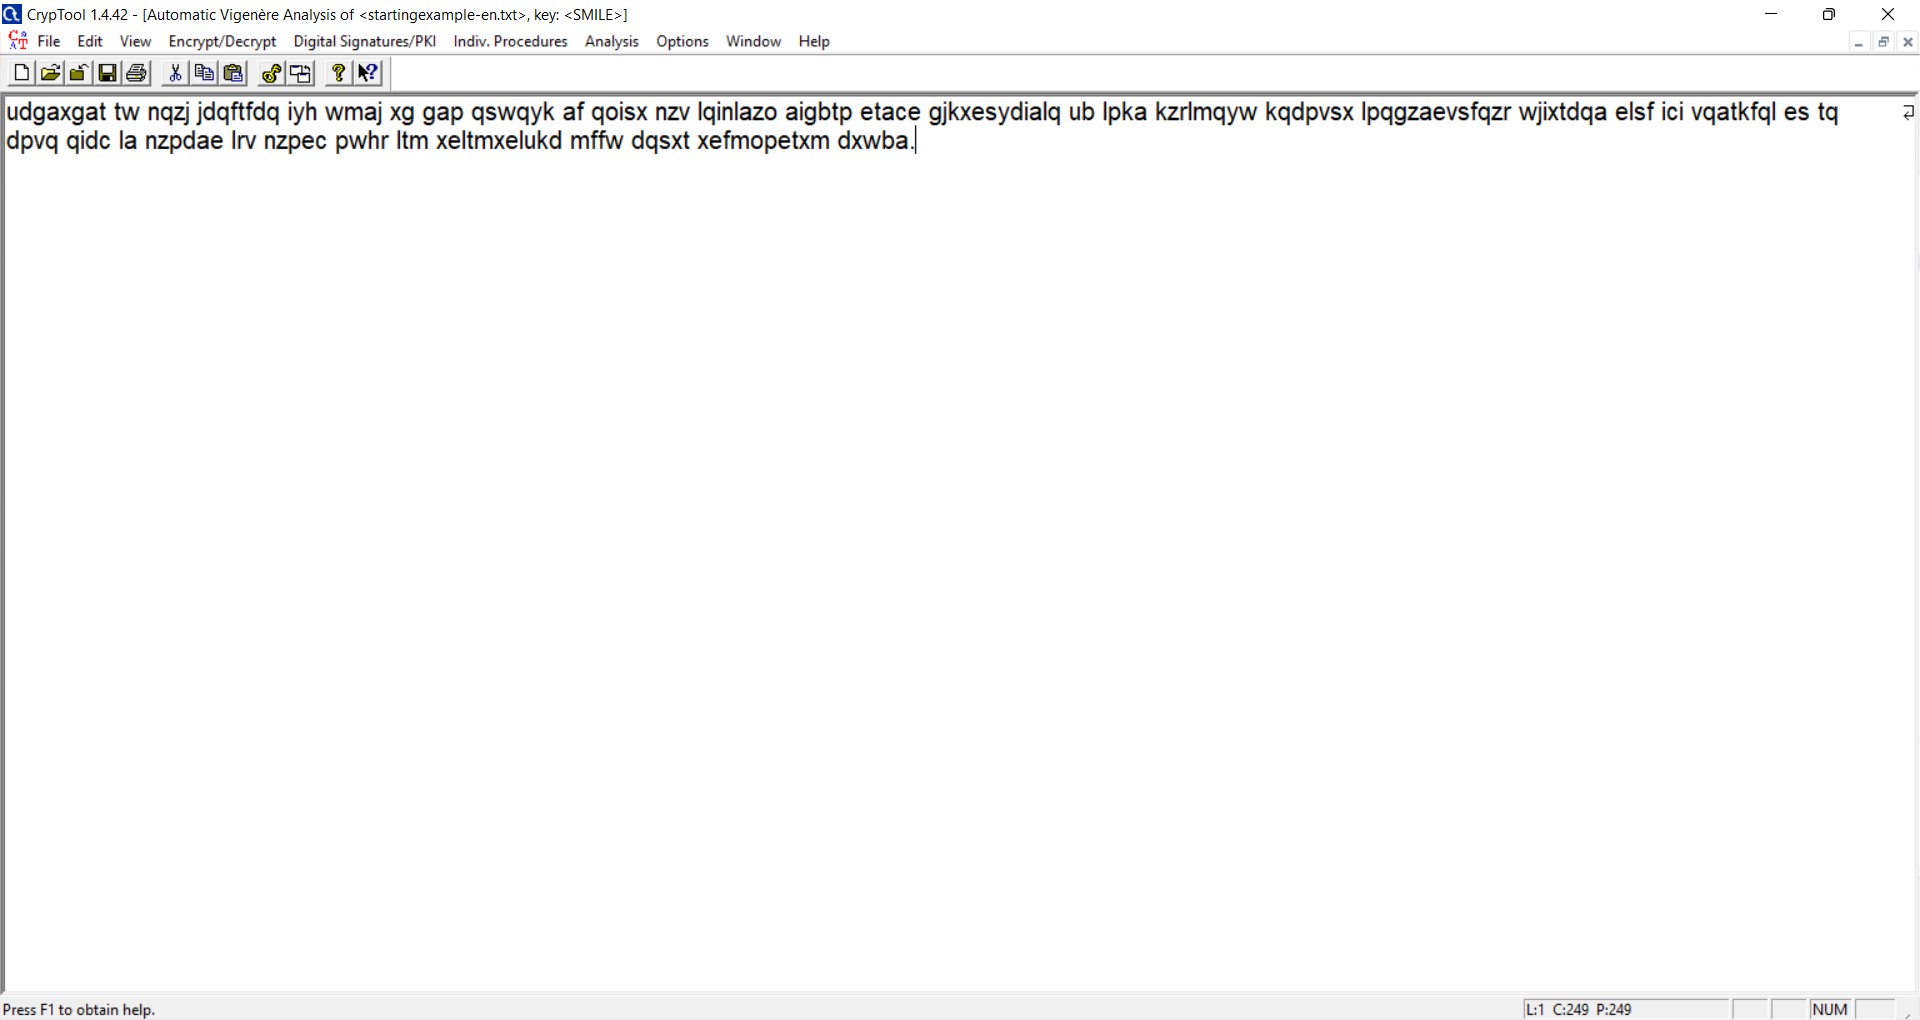 CrypTool 1.4.42 - [Automatic Vigenère Analysis of <startingexample-en.txt>, key: <SMILE>]
File Edit View Encrypt/Decrypt Digital Signatures/PKI Indiv. Procedures Analysis Options Window Help
udgaxgat tw nqzj jdqftfdq iyh wmaj xg gap qswqyk af qoisx nzv lqinlazo aigbtp etace gjkxesydialq ub lpka kzrlmqyw kqdpvsx lpqgzaevsfqzr wjixtdqa elsf ici vqatkfql es tq
dpvq qidc la nzpdae lrv nzpec pwhr ltm xeltmxelukd mffw dqsxt xefmopetxm dxwba.
Press F1 to obtain help.
L:1 C:249 P:249
NUM